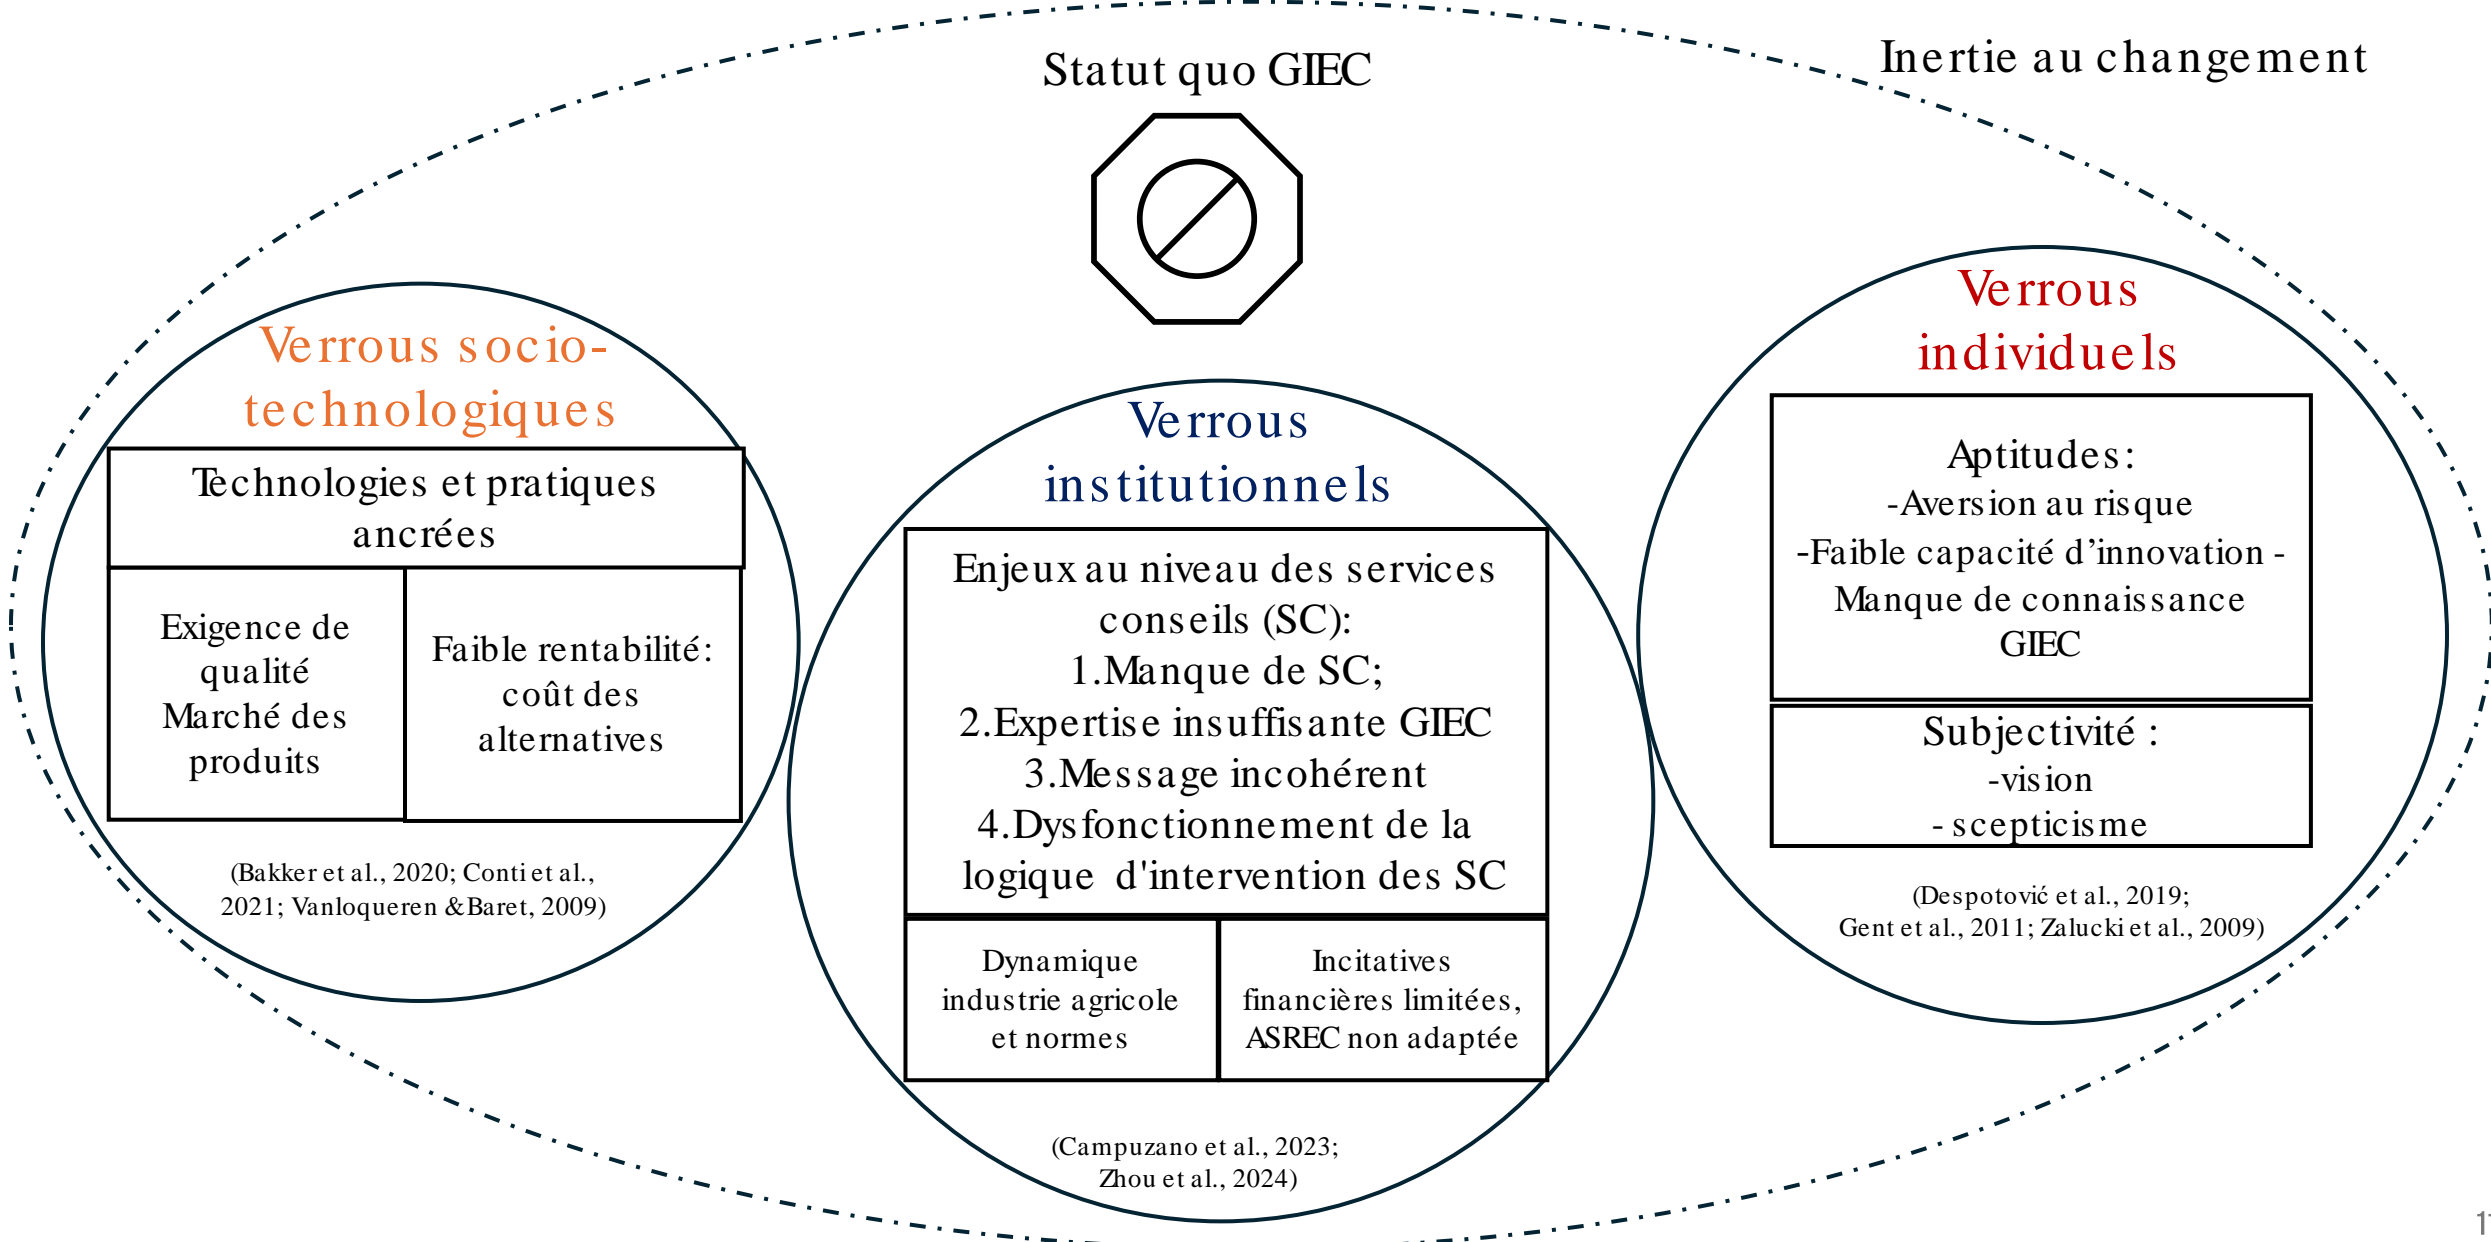 Statut quo GIEC
Inertie au changement
Verrous socio-
technologiques
Technologies et pratiques
ancrées
Exigence de
qualité
Marché des
produits
Faible rentabilité:
coût des
alternatives
(Bakker et al., 2020; Conti et al.,
2021; Vanloqueren & Baret, 2009)
Verrous
institutionnels
Enjeux au niveau des services
conseils (SC):
1.Manque de SC;
2.Expertise insuffisante GIEC
3.Message incohérent
4.Dysfonctionnement de la
logique d'intervention des SC
Dynamique
industrie agricole
et normes
Incitatives
financières limitées,
ASREC non adaptée
(Campuzano et al., 2023;
Zhou et al., 2024)
Verrous
individuels
Aptitudes:
-Aversion au risque
-Faible capacité d’innovation -
Manque de connaissance
GIEC
Subjectivité :
-vision
- scepticisme
(Despotović et al., 2019;
Gent et al., 2011; Zalucki et al., 2009)